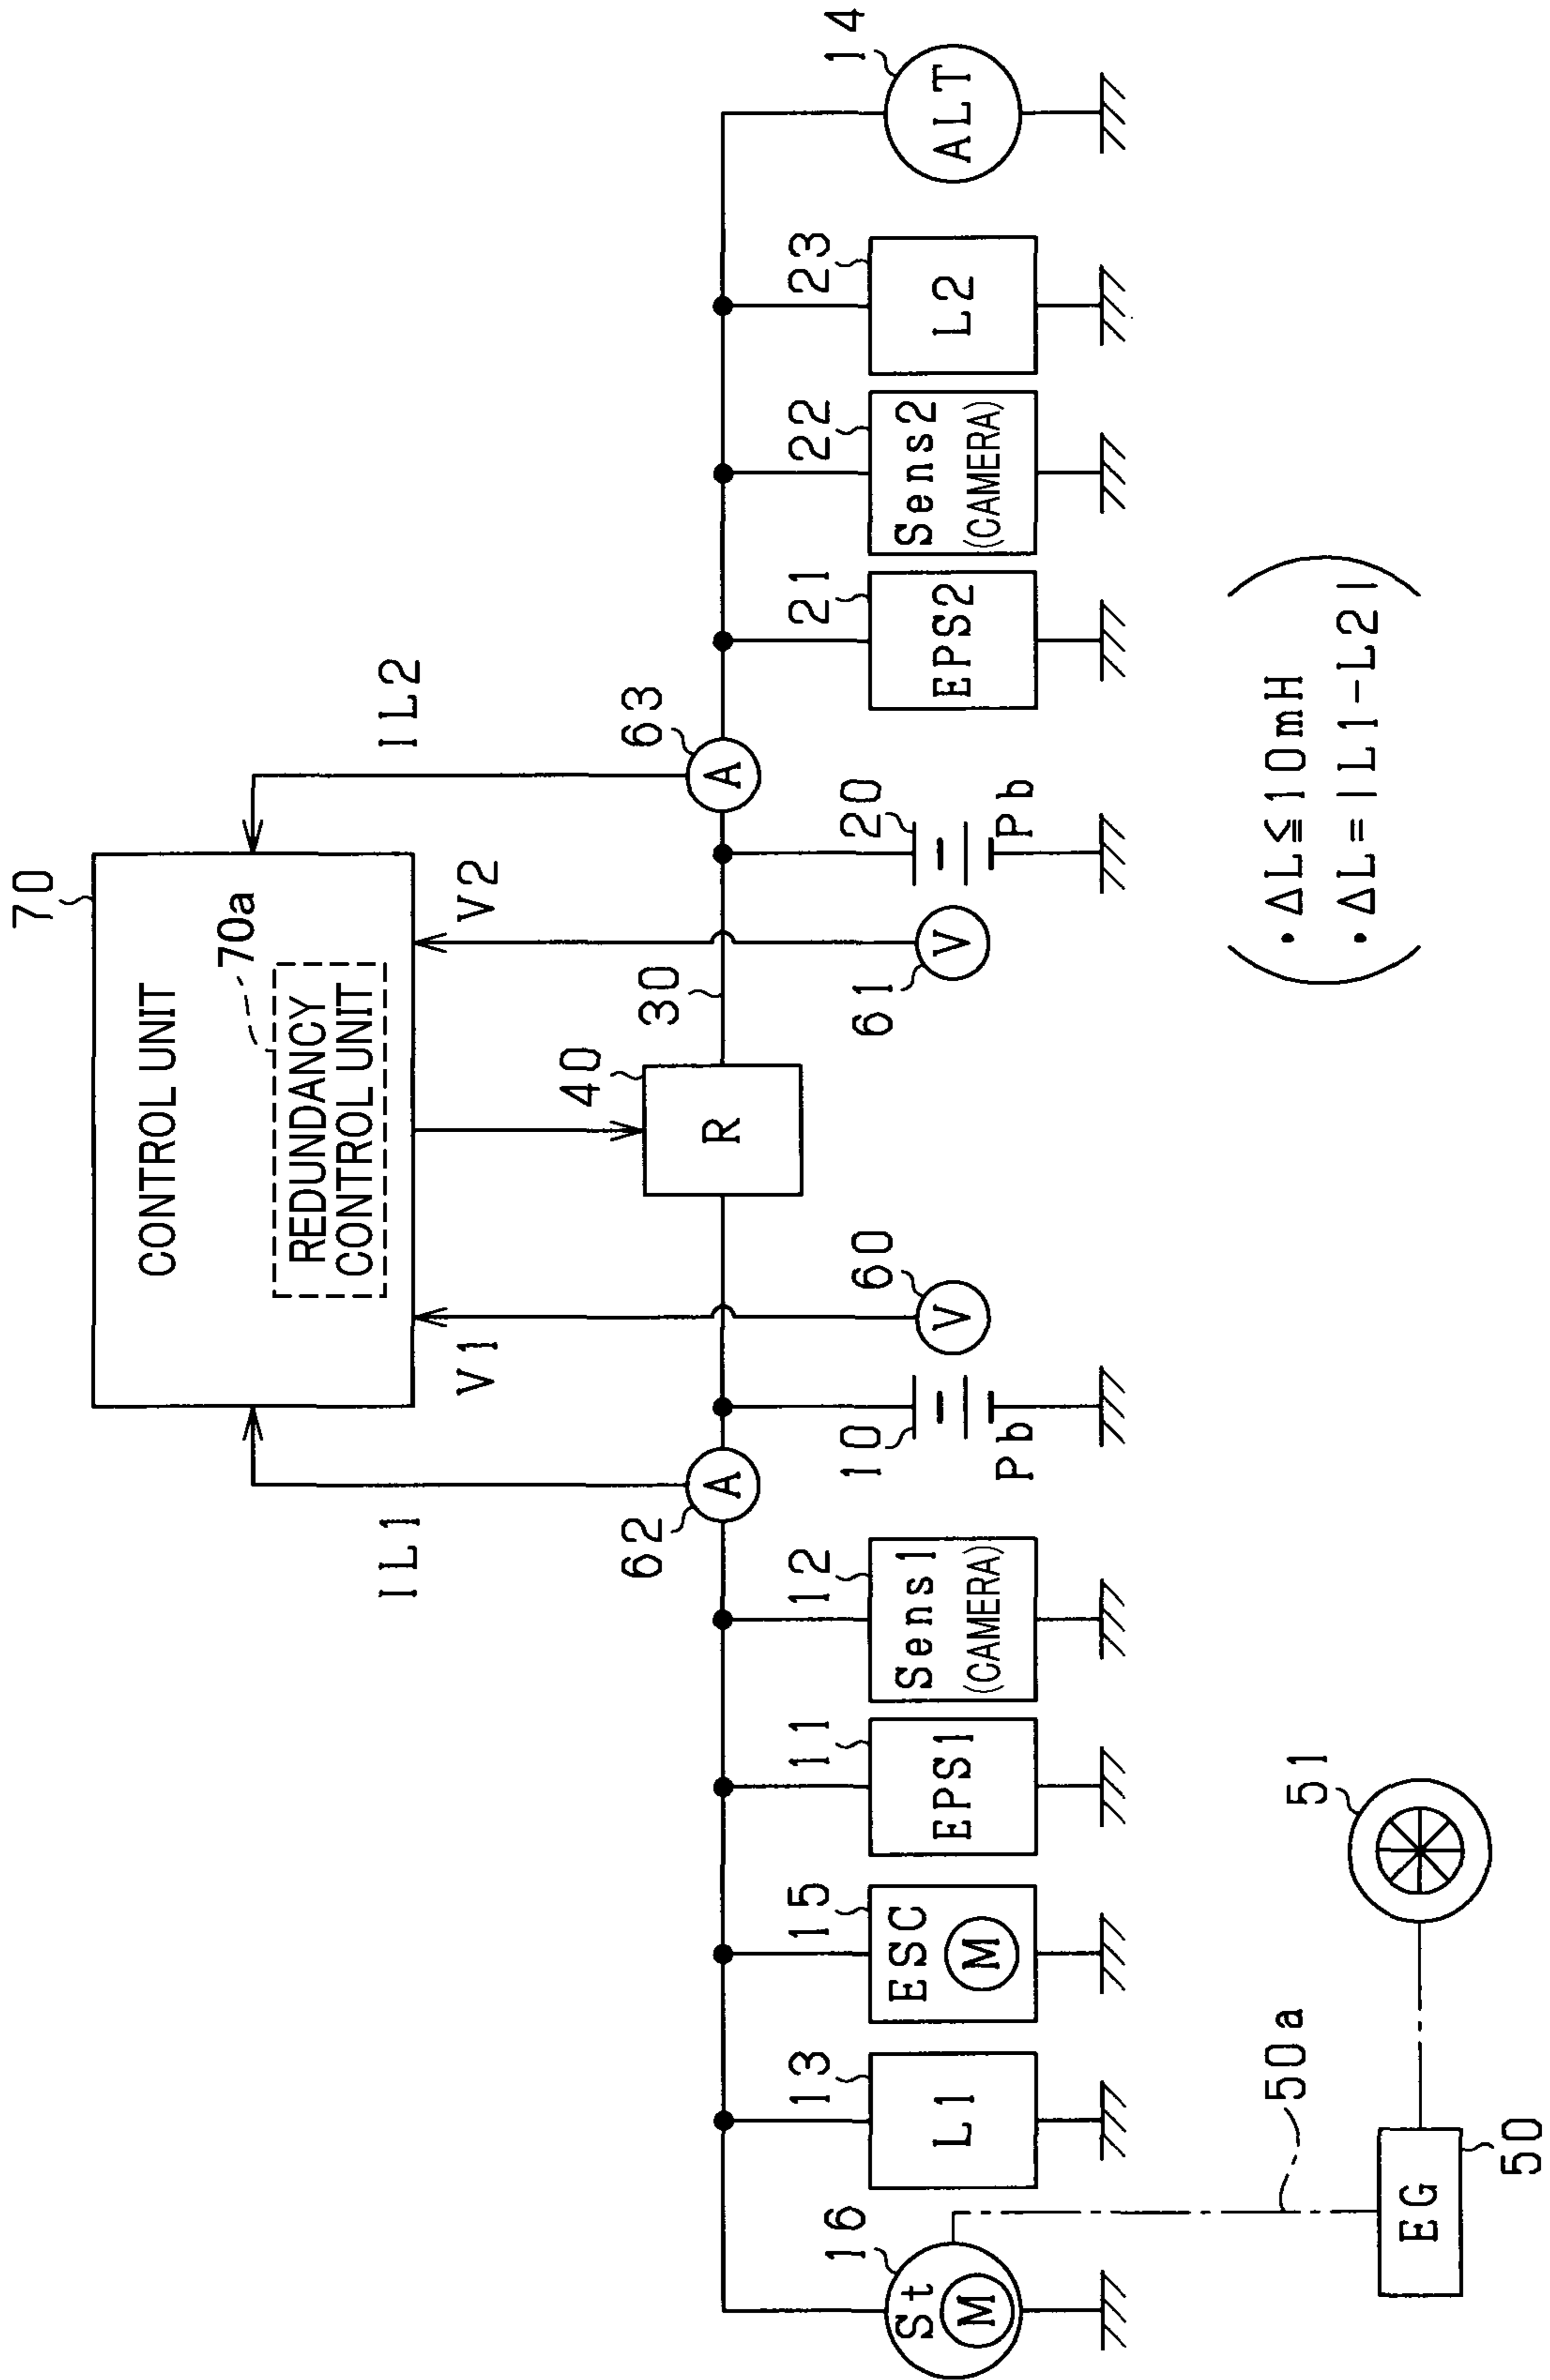 70
CONTROL UNIT
70a
REDUNDANCY
CONTROL UNIT
IL1
V1
V2
IL2
62
A
40
R
30
63
A
16
St
M
13
L1
15
ESC
M
11
EPS1
12
Sens1
(CAMERA)
10
Pb
60
V
61
V
20
Pb
21
EPS2
22
Sens2
(CAMERA)
23
L2
14
ALT
50a
EG
50
51
・ΔL≦10mH
・ΔL=|L1-L2|